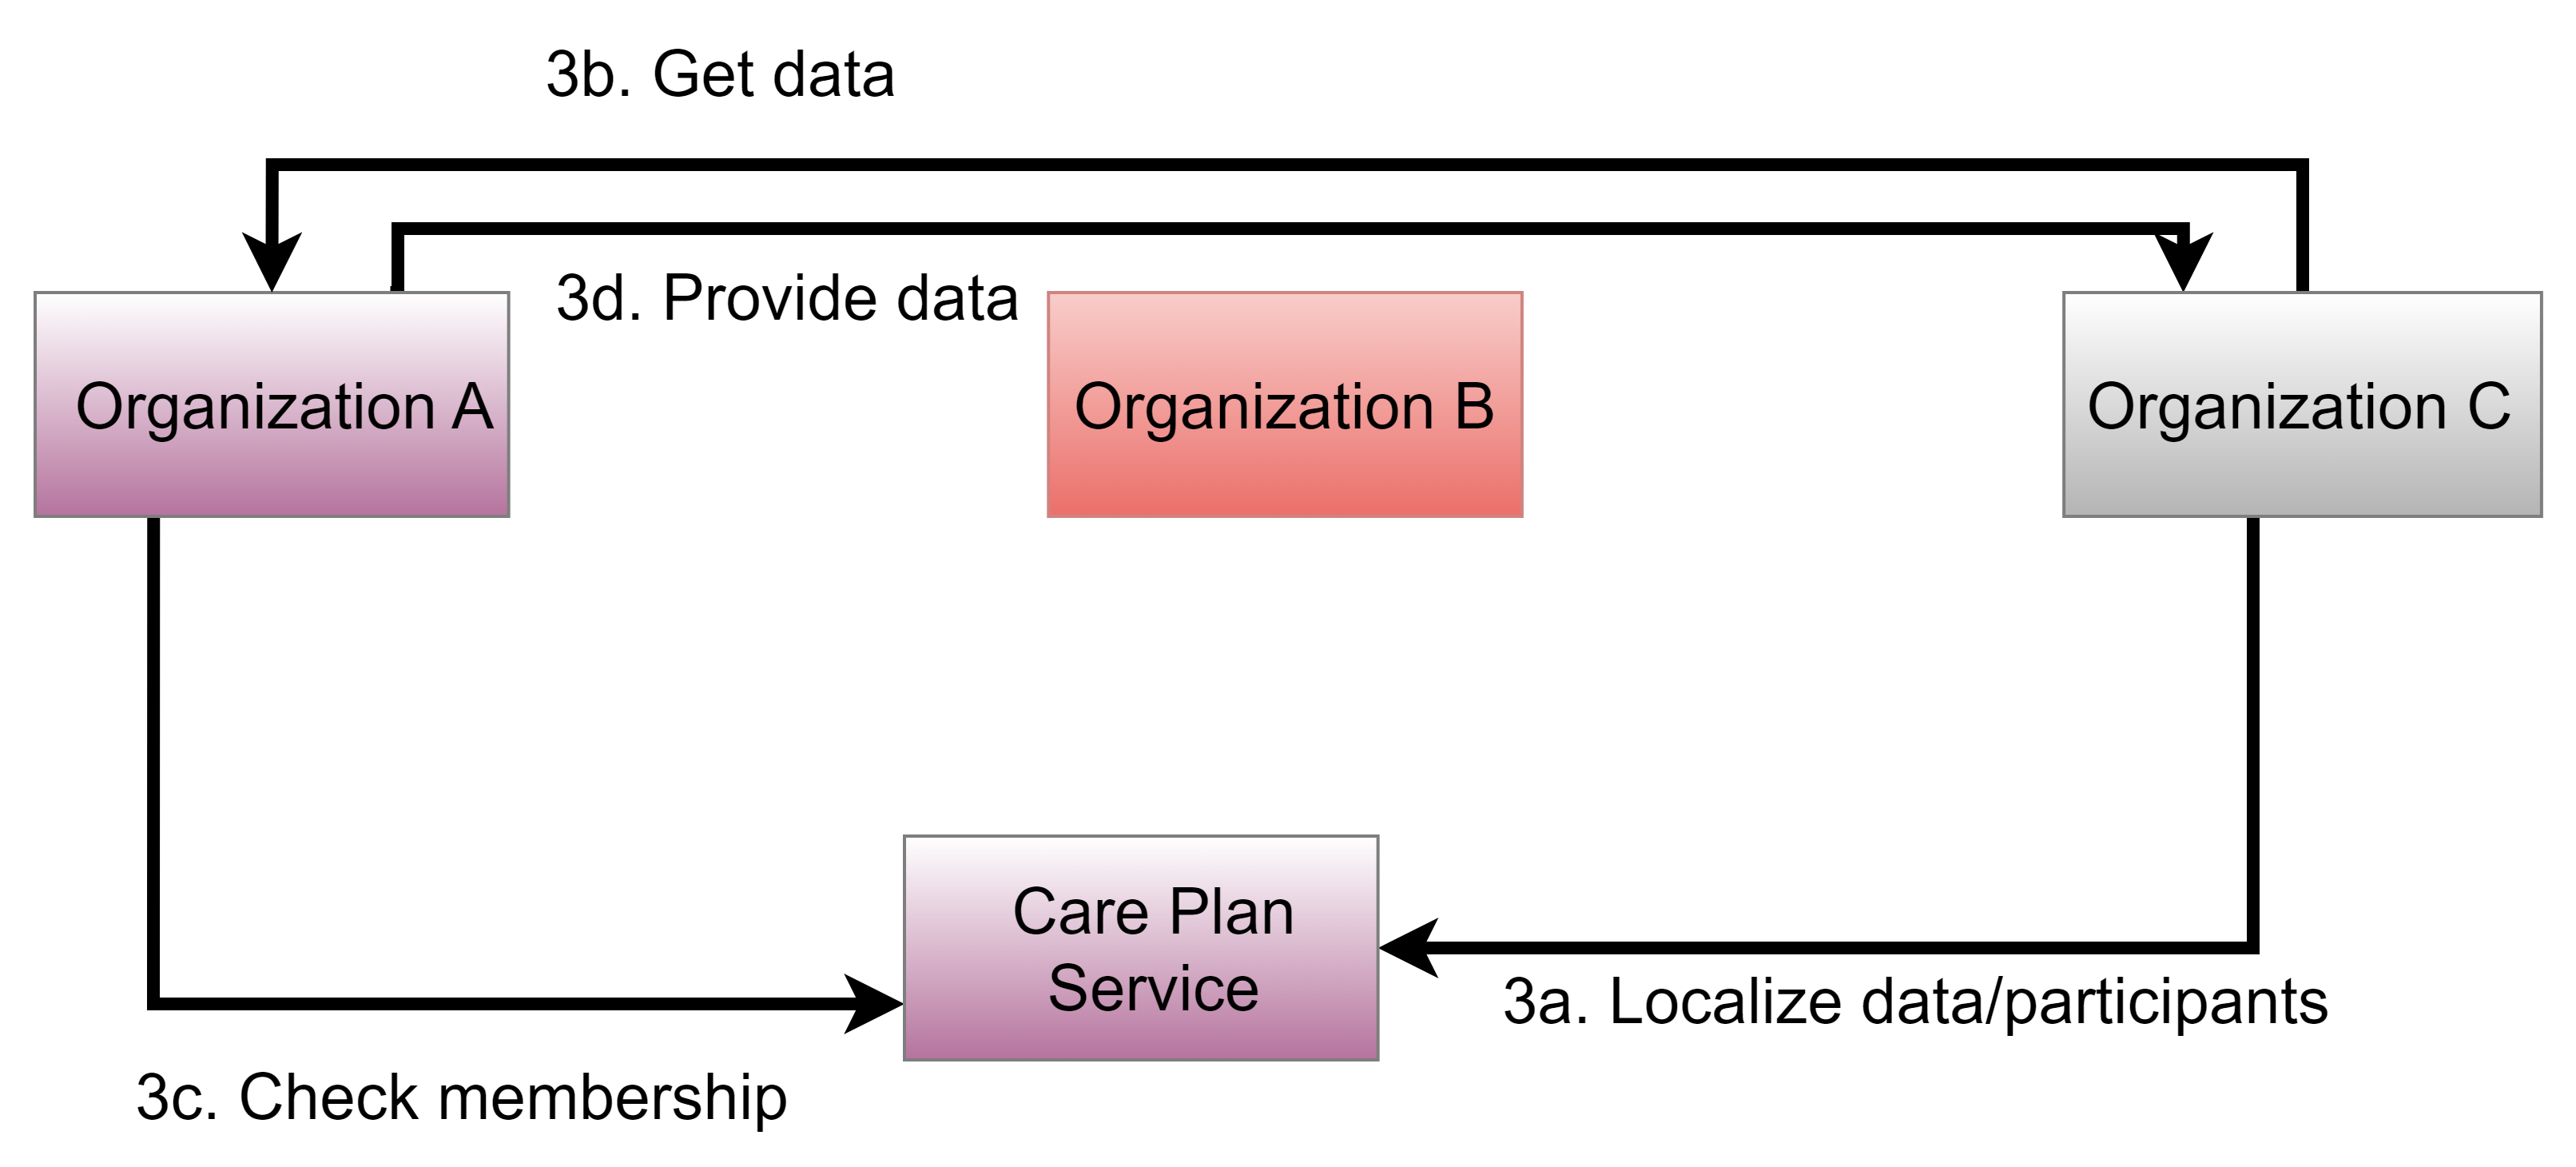 3b. Get data
3d. Provide data
Organization A
Organization B
Organization C
Care Plan
Service
3a. Localize data/participants
3c. Check membership